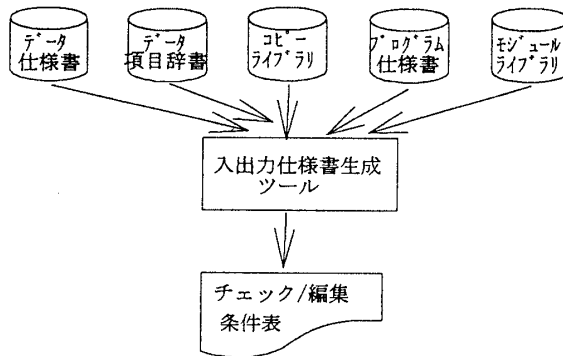 データ
仕様書
データ
項目辞書
コピー
ライブラリ
プログラム
仕様書
モジュール
ライブラリ
入出力仕様書生成
ツール
チェック/編集
条件表